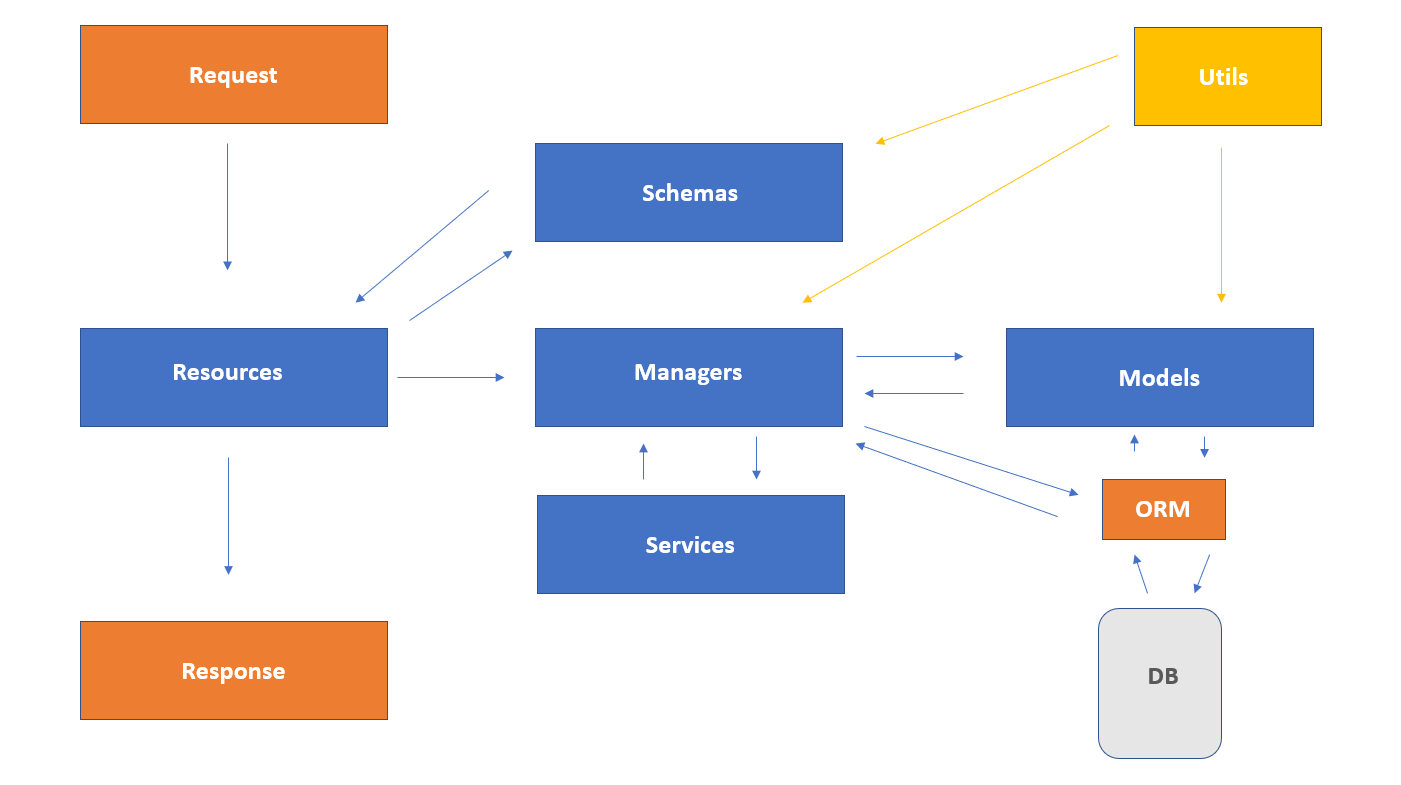 Request
Utils
Schemas
Resources
Managers
Models
ORM
Services
Response
DB